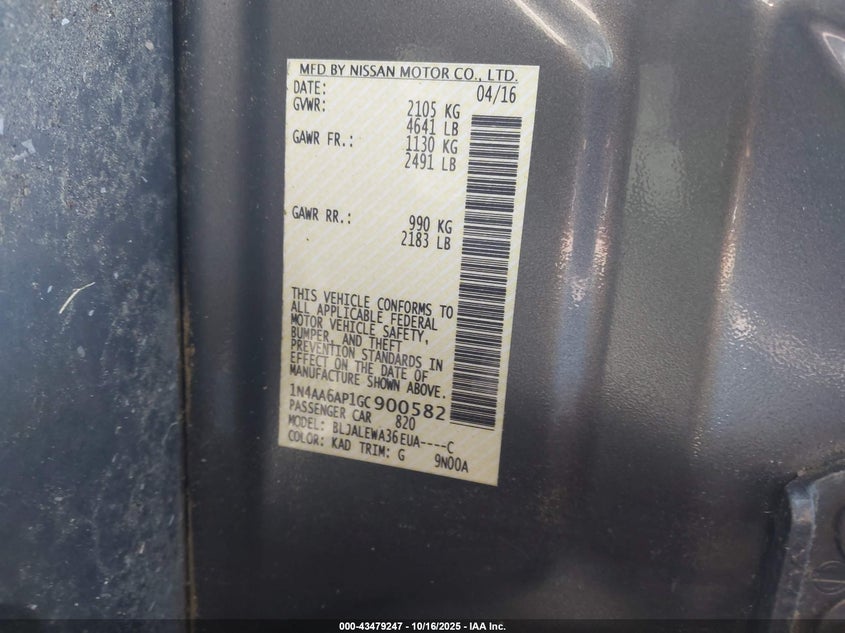 MFD BY NISSAN MOTOR CO., LTD.
DATE: 04/16
GVWR: 2105 KG
4641 LB
GAWR FR.: 1130 KG
2491 LB
GAWR RR.: 990 KG
2183 LB
THIS VEHICLE CONFORMS TO
ALL APPLICABLE FEDERAL
MOTOR VEHICLE SAFETY,
BUMPER, AND THEFT
PREVENTION STANDARDS IN
EFFECT ON THE DATE OF
MANUFACTURE SHOWN ABOVE.
1N4AA6AP1GC900582
PASSENGER CAR 820
MODEL: BLJALEWA36EUA----C
COLOR: KAD TRIM: G 9N00A
000-43479247 - 10/16/2025 - IAA Inc.